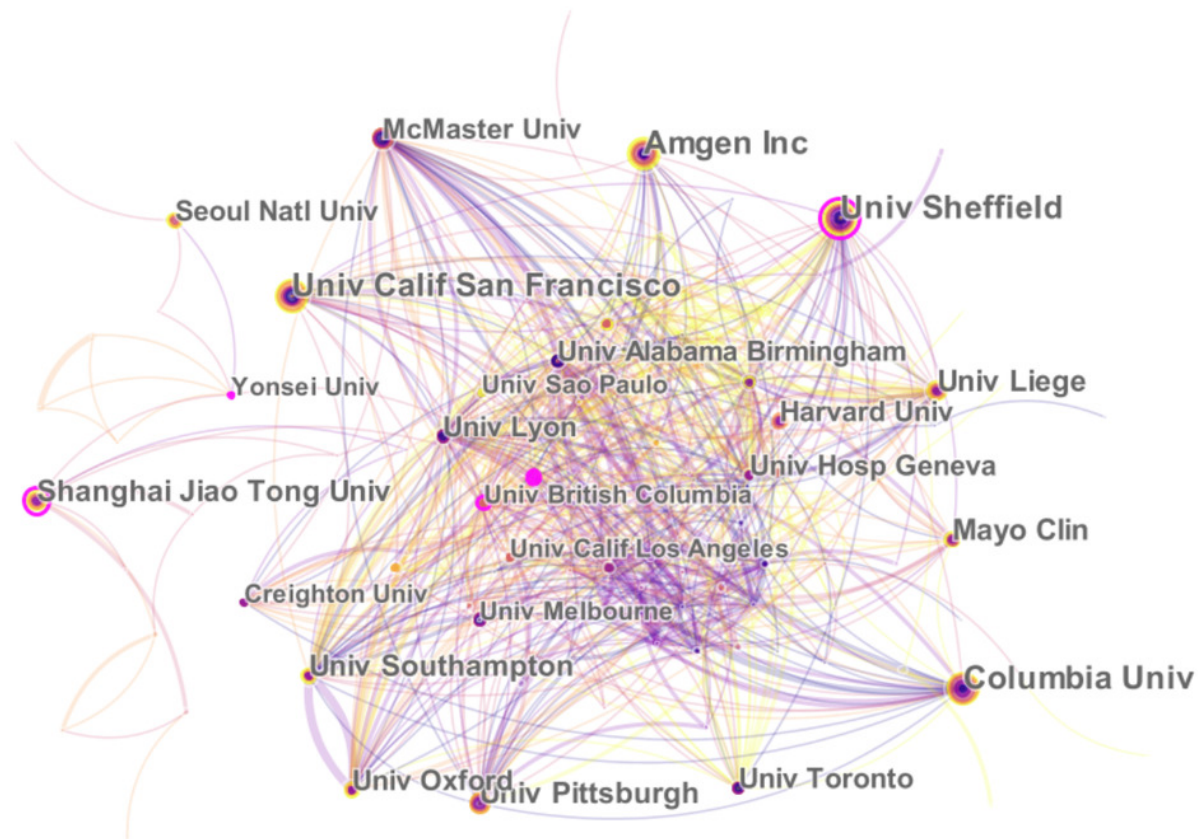 McMaster Univ
Amgen Inc
Seoul Natl Univ
Univ Sheffield
Univ Calif San Francisco
Univ Alabama Birmingham
Yonsei Univ
Univ Sao Paulo
Univ Liege
Harvard Univ
Univ Lyon
Univ Hosp Geneva
Shanghai Jiao Tong Univ
Univ British Columbia
Mayo Clin
Univ Calif Los Angeles
Creighton Univ
Univ Melbourne
Univ Southampton
Columbia Univ
Univ Oxford
Univ Pittsburgh
Univ Toronto